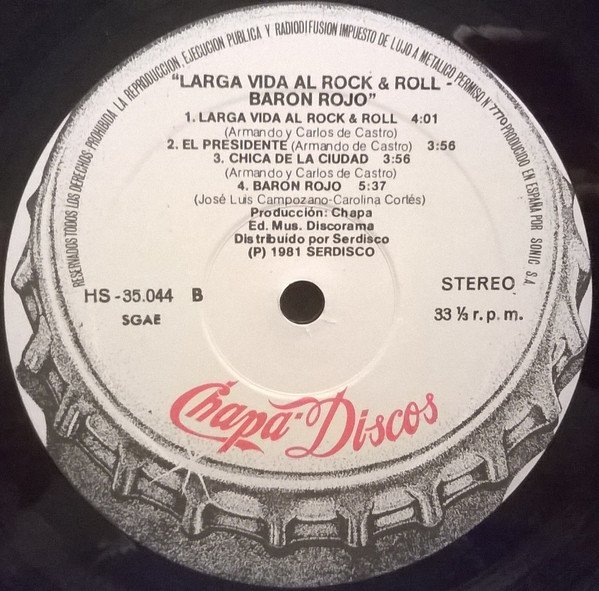 RESERVADOS TODOS LOS DERECHOS: PROHIBIDA LA REPRODUCCION, EJECUCION PUBLICA Y RADIODIFUSION IMPUESTO DE LUJO A METALICO PERMISO Nº 7770 PRODUCIDO EN ESPAÑA POR SONIC S.A
"LARGA VIDA AL ROCK & ROLL -
BARON ROJO"
1. LARGA VIDA AL ROCK & ROLL 4:01
(Armando y Carlos de Castro)
2. EL PRESIDENTE (Armando de Castro) 3:56
3. CHICA DE LA CIUDAD 3:56
(Armando y Carlos de Castro)
4. BARON ROJO 5:37
(José Luis Campozano-Carolina Cortés)
Producción: Chapa
Ed. Mus. Discorama
Distribuído por Serdisco
(P) 1981 SERDISCO
HS-35.044 B
SGAE
STEREO
33 ⅓ r. p. m.
Chapa-Discos